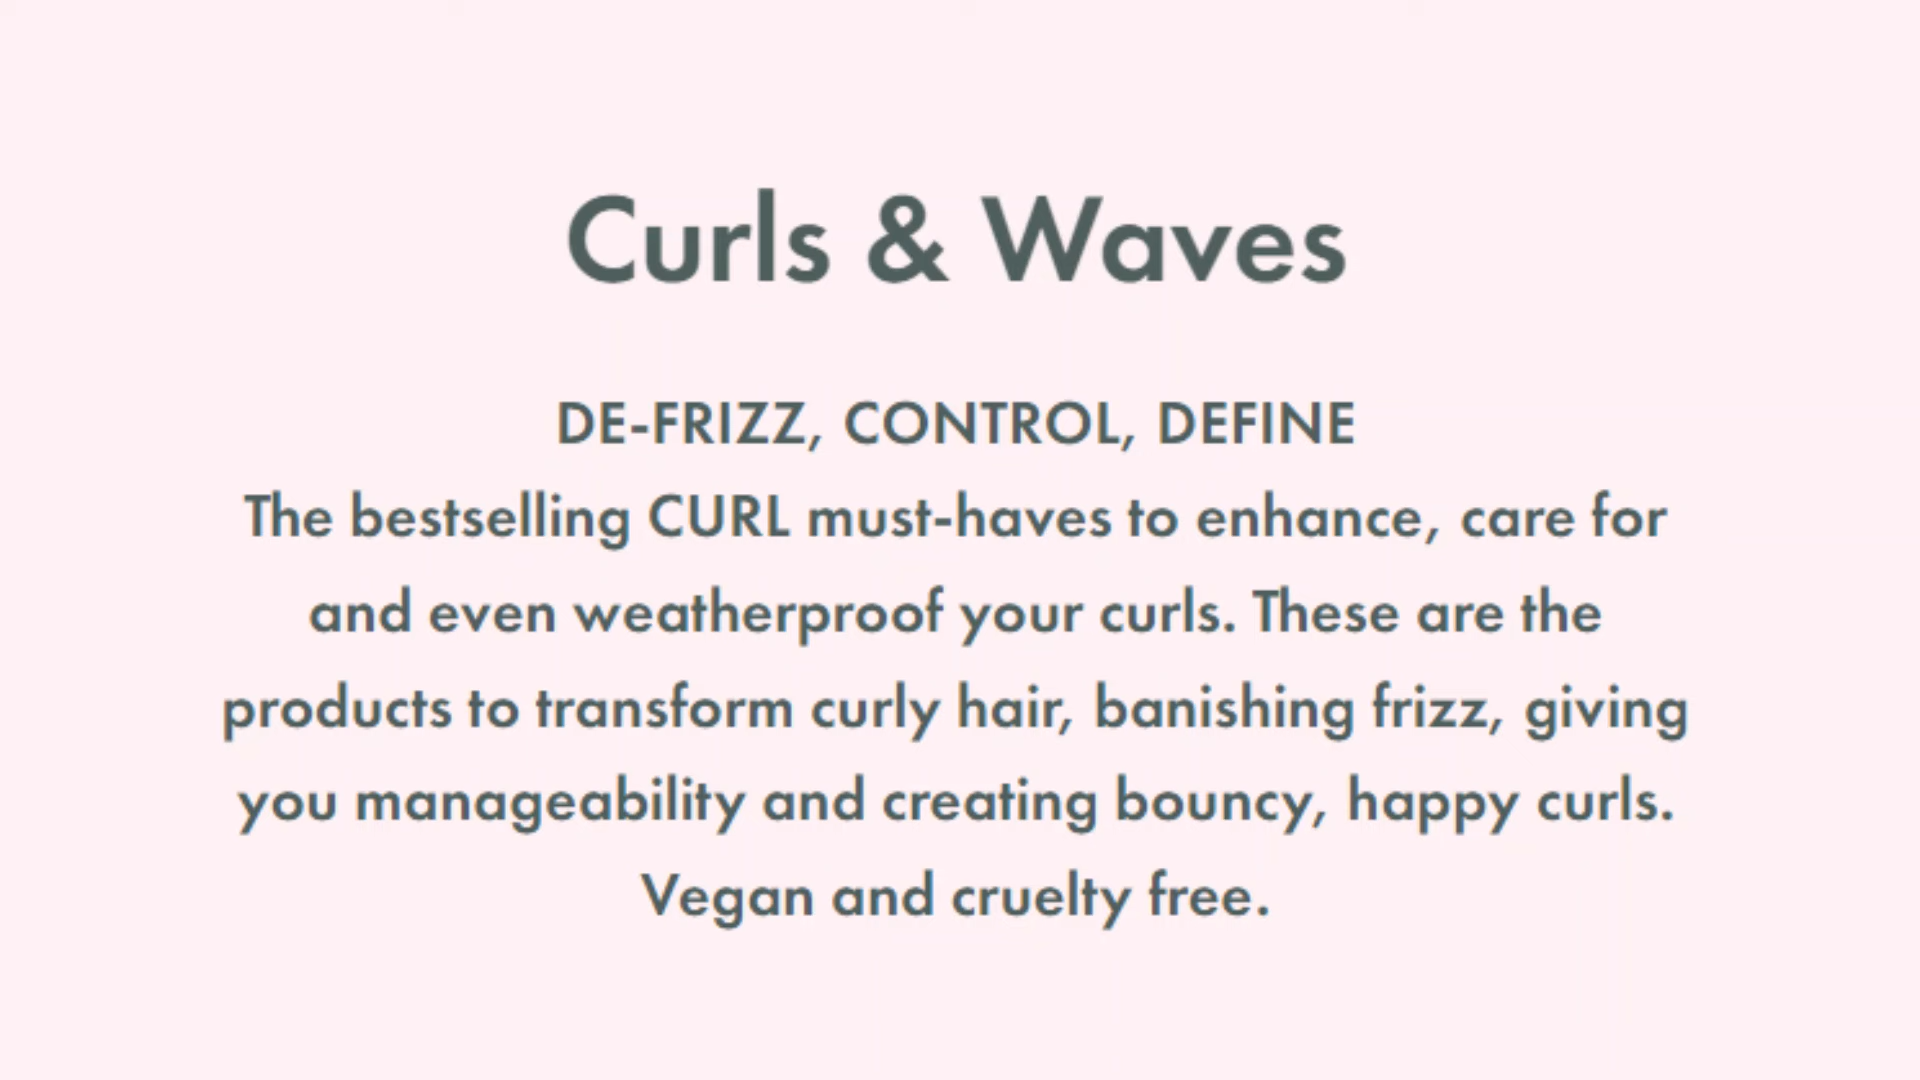 Curls & Waves
DE-FRIZZ, CONTROL, DEFINE
The bestselling CURL must-haves to enhance, care for
and even weatherproof your curls. These are the
products to transform curly hair, banishing frizz, giving
you manageability and creating bouncy, happy curls.
Vegan and cruelty free.